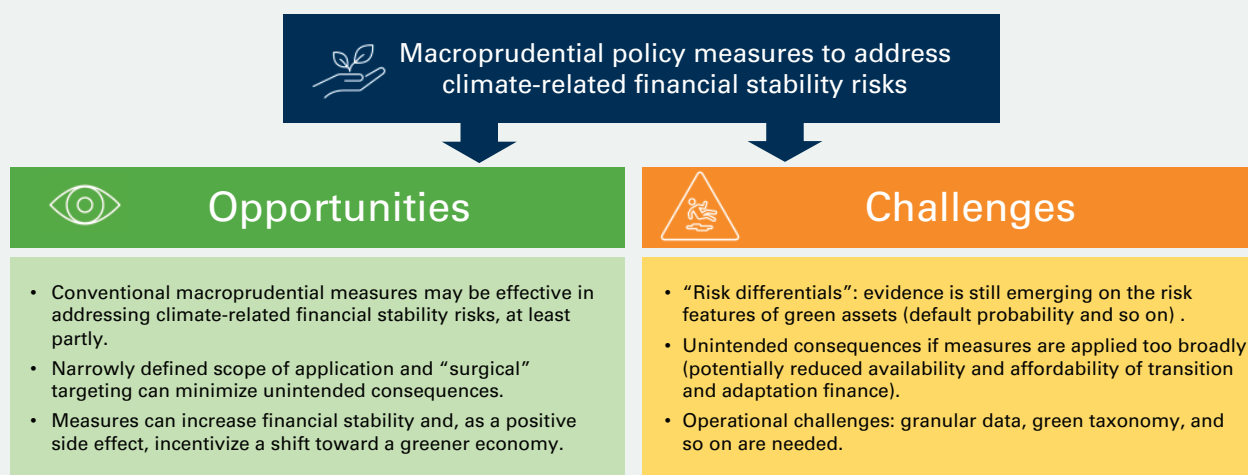 Macroprudential policy measures to address
climate-related financial stability risks
Opportunities
• Conventional macroprudential measures may be effective in
addressing climate-related financial stability risks, at least
partly.
• Narrowly defined scope of application and “surgical”
targeting can minimize unintended consequences.
• Measures can increase financial stability and, as a positive
side effect, incentivize a shift toward a greener economy.
Challenges
• “Risk differentials”: evidence is still emerging on the risk
features of green assets (default probability and so on) .
• Unintended consequences if measures are applied too broadly
(potentially reduced availability and affordability of transition
and adaptation finance).
• Operational challenges: granular data, green taxonomy, and
so on are needed.